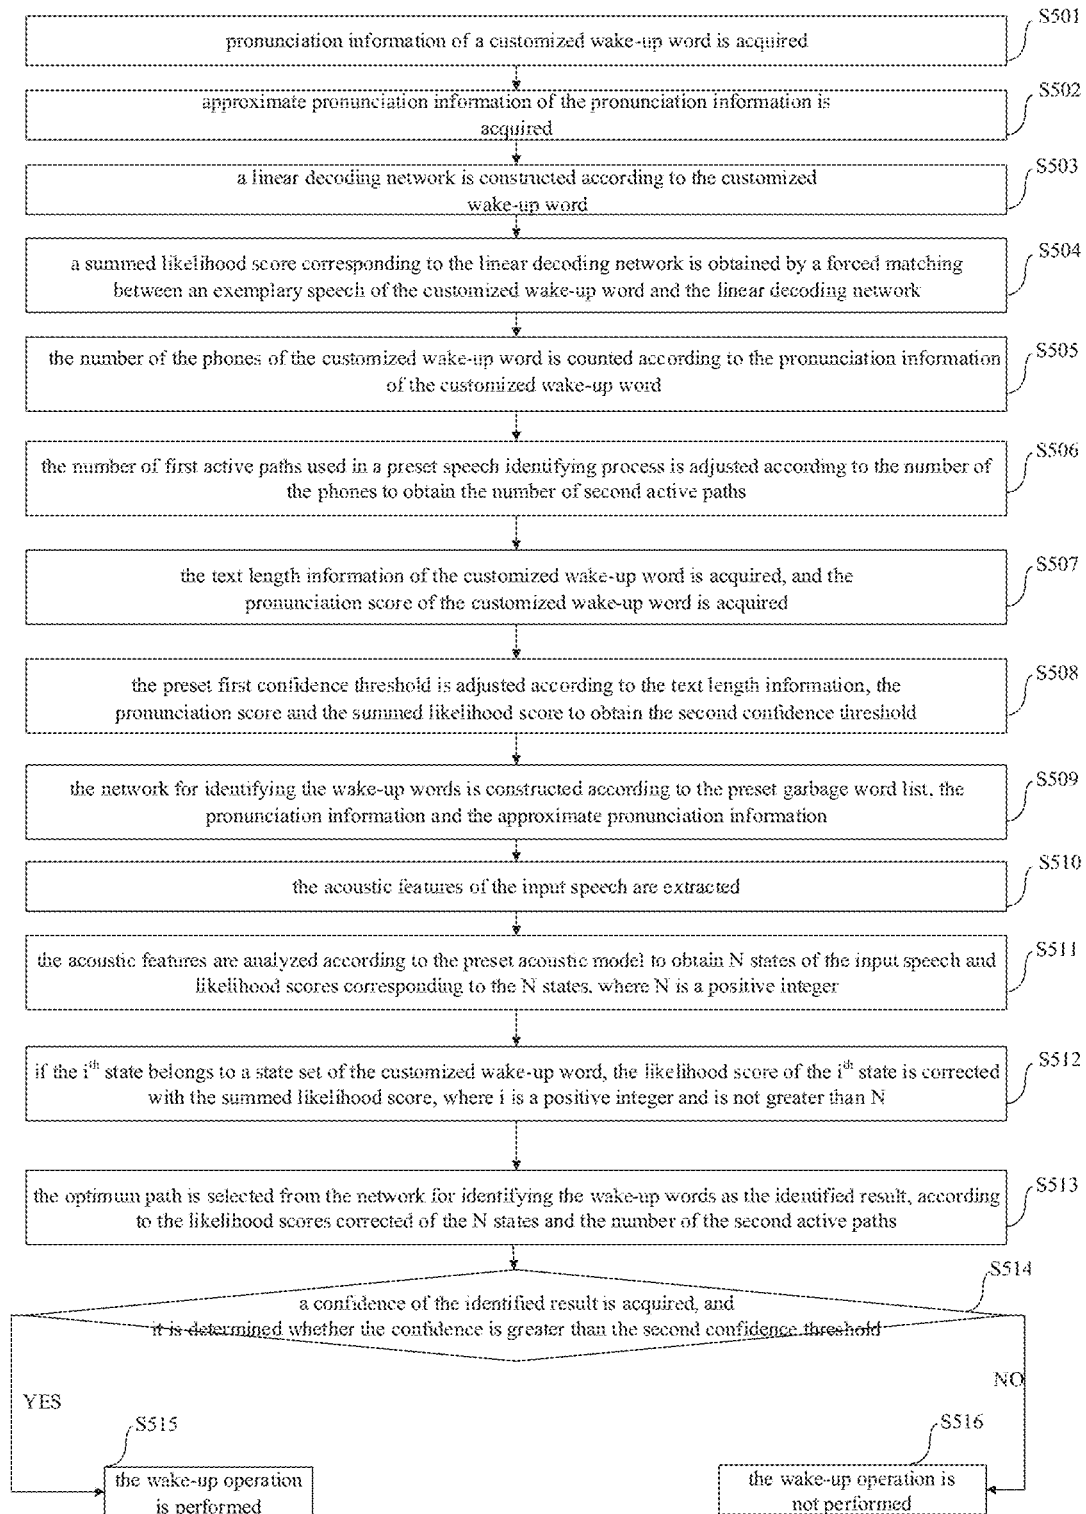 S501
pronunciation information of a customized wake-up word is acquired
S502
approximate pronunciation information of the pronunciation information is
acquired
S503
a linear decoding network is constructed according to the customized
wake-up word
S504
a summed likelihood score corresponding to the linear decoding network is obtained by a forced matching
between an exemplary speech of the customized wake-up word and the linear decoding network
S505
the number of the phones of the customized wake-up word is counted according to the pronunciation information
of the customized wake-up word
S506
the number of first active paths used in a preset speech identifying process is adjusted according to the number of
the phones to obtain the number of second active paths
S507
the text length information of the customized wake-up word is acquired, and the
pronunciation score of the customized wake-up word is acquired
S508
the preset first confidence threshold is adjusted according to the text length information, the
pronunciation score and the summed likelihood score to obtain the second confidence threshold
S509
the network for identifying the wake-up words is constructed according to the preset garbage word list, the
pronunciation information and the approximate pronunciation information
S510
the acoustic features of the input speech are extracted
S511
the acoustic features are analyzed according to the preset acoustic model to obtain N states of the input speech and
likelihood scores corresponding to the N states, where N is a positive integer
S512
if the i^th state belongs to a state set of the customized wake-up word, the likelihood score of the i^th state is corrected
with the summed likelihood score, where i is a positive integer and is not greater than N
S513
the optimum path is selected from the network for identifying the wake-up words as the identified result, according
to the likelihood scores corrected of the N states and the number of the second active paths
S514
a confidence of the identified result is acquired, and
it is determined whether the confidence is greater than the second confidence threshold
YES
NO
S515
the wake-up operation
is performed
S516
the wake-up operation is
not performed